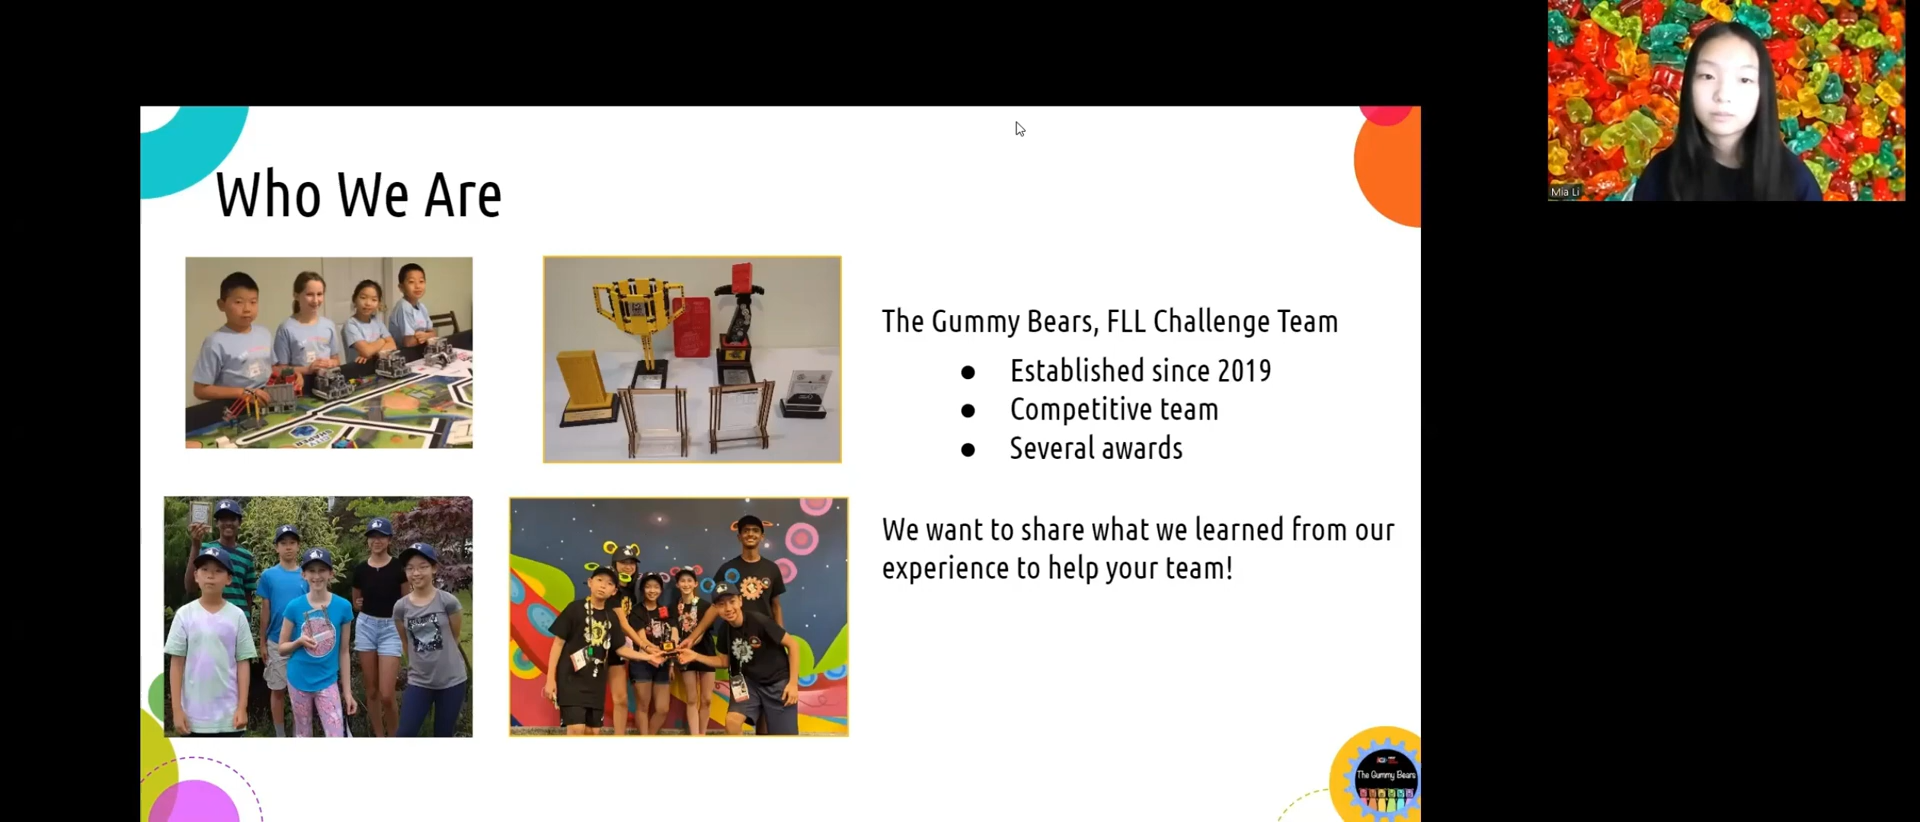 Mia Li
Who We Are
The Gummy Bears, FLL Challenge Team
● Established since 2019
● Competitive team
● Several awards
We want to share what we learned from our
experience to help your team!
The Gummy Bears